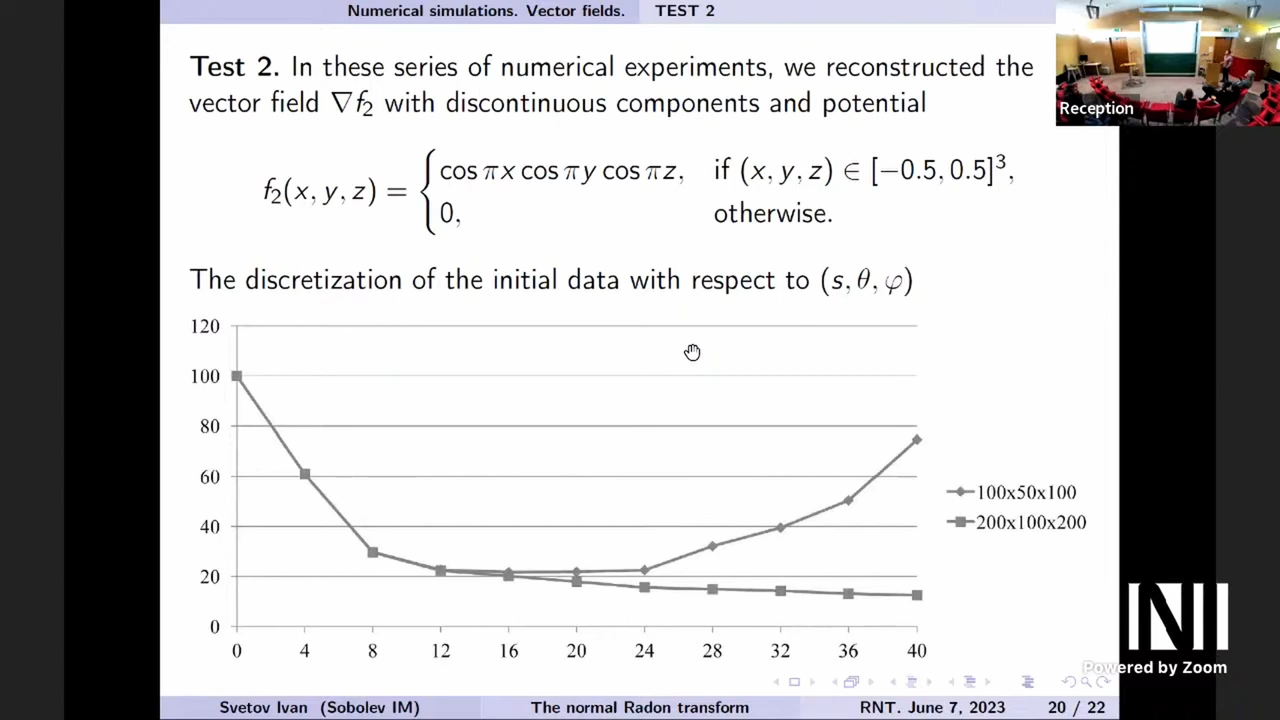 Numerical simulations. Vector fields. TEST 2
Reception
Test 2. In these series of numerical experiments, we reconstructed the
vector field ∇f₂ with discontinuous components and potential
f₂(x, y, z) = { cos πx cos πy cos πz, if (x, y, z) ∈ [−0.5, 0.5]³,
0, otherwise.
The discretization of the initial data with respect to (s, θ, φ)
120
100
80
60
40
20
0
0 4 8 12 16 20 24 28 32 36 40
100x50x100
200x100x200
NI
Powered by Zoom
Svetov Ivan (Sobolev IM) The normal Radon transform RNT. June 7, 2023 20 / 22